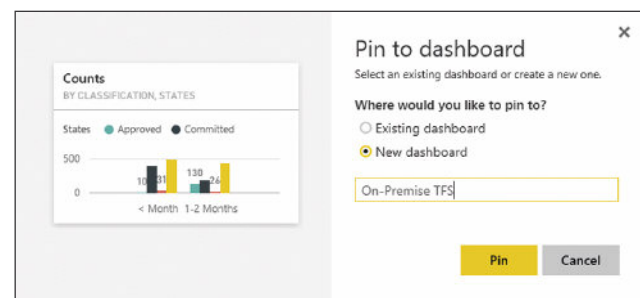 Counts
BY CLASSIFICATION, STATES
States Approved Committed
500
130
0
< Month 1-2 Months
Pin to dashboard
Select an existing dashboard or create a new one.
Where would you like to pin to?
Existing dashboard
New dashboard
On-Premise TFS
Pin Cancel